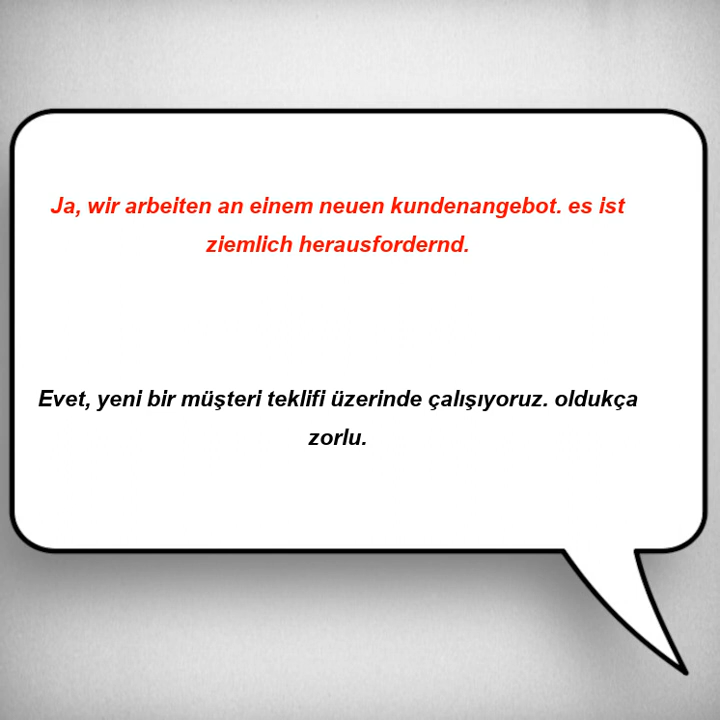 Ja, wir arbeiten an einem neuen kundenangebot. es ist
ziemlich herausfordernd.
Evet, yeni bir müşteri teklifi üzerinde çalışıyoruz. oldukça
zorlu.